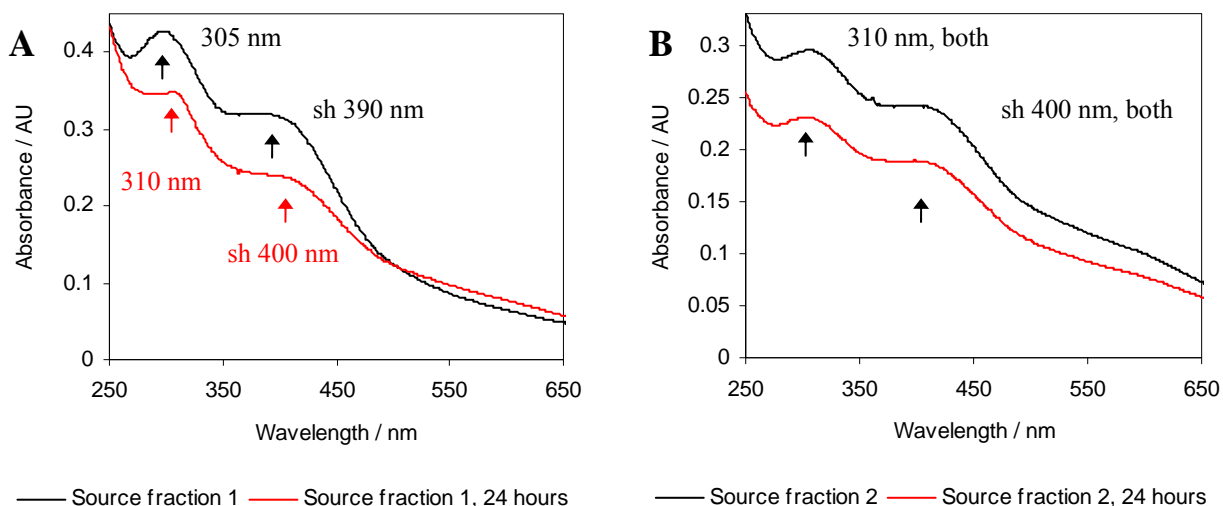 A
305 nm
sh 390 nm
310 nm
sh 400 nm
Absorbance / AU
0.4
0.3
0.2
0.1
0
250 350 450 550 650
Wavelength / nm
Source fraction 1 Source fraction 1, 24 hours
B
310 nm, both
sh 400 nm, both
Absorbance / AU
0.3
0.25
0.2
0.15
0.1
0.05
0
250 350 450 550 650
Wavelength / nm
Source fraction 2 Source fraction 2, 24 hours